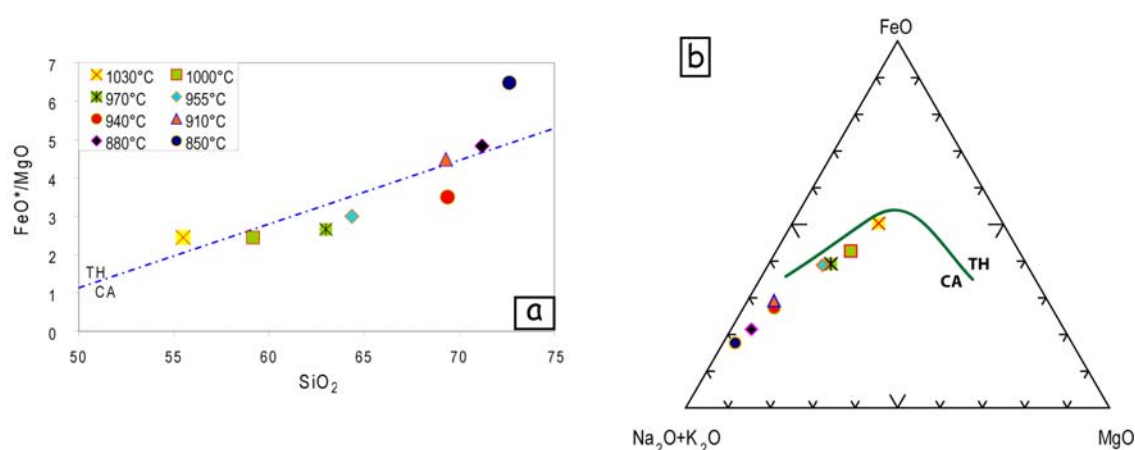 a
7
6
5
4
3
2
1
0
FeO*/MgO
1030°C 1000°C
970°C 955°C
940°C 910°C
880°C 850°C
TH
CA
50 55 60 65 70 75
SiO₂
b
FeO
TH
CA
Na₂O+K₂O MgO